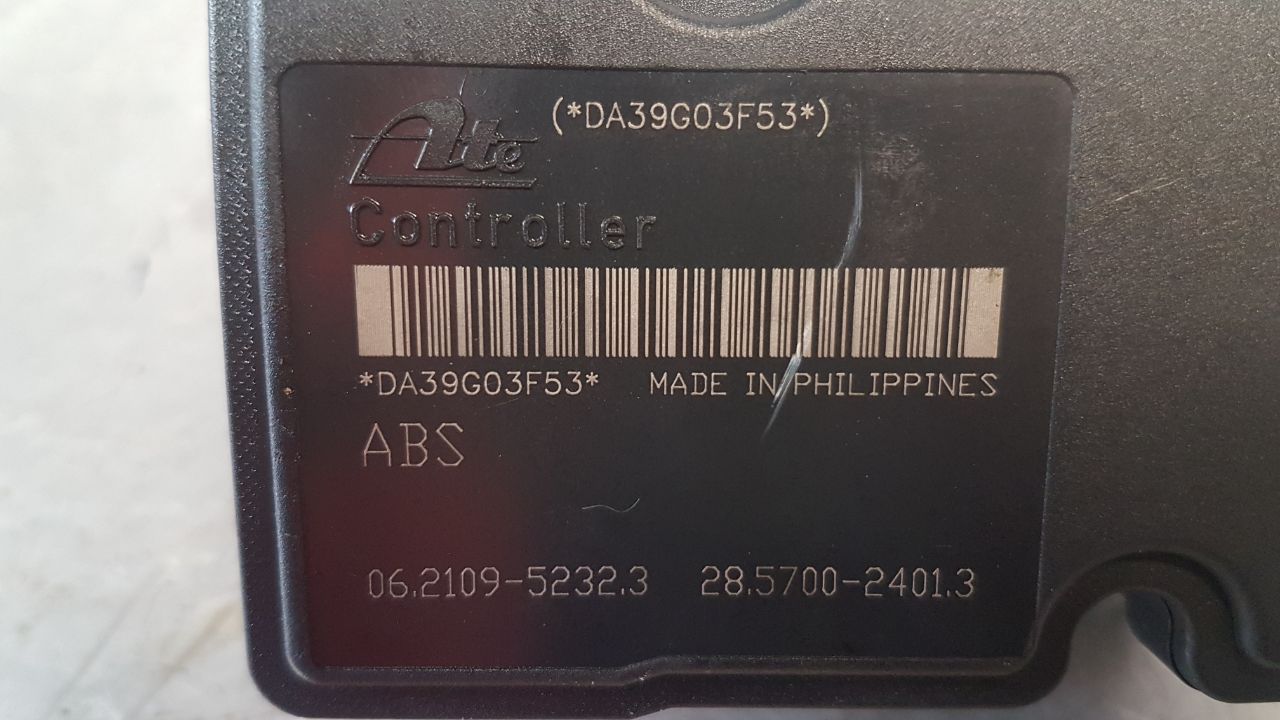 Ate (*DA39G03F53*)
Controller
*DA39G03F53* MADE IN PHILIPPINES
ABS
06.2109-5232.3 28.5700-2401.3